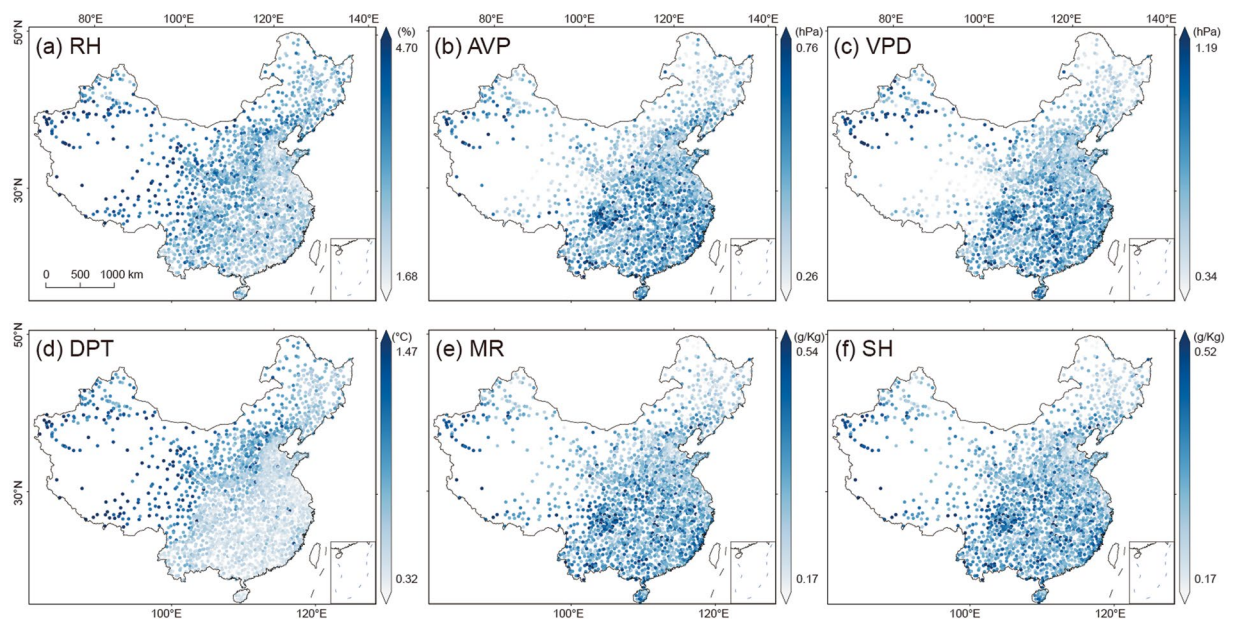 80°E 100°E 120°E 80°E 100°E 120°E 140°E 80°E 100°E 120°E 140°E
50°N
(a) RH (%) (b) AVP (hPa) (c) VPD (hPa)
4.70 0.76 1.19
30°N
0 500 1000 km
1.68 0.26 0.34
50°N
(d) DPT (°C) (e) MR (g/Kg) (f) SH (g/Kg)
1.47 0.54 0.52
30°N
0.32 0.17 0.17
100°E 120°E 100°E 120°E 100°E 120°E